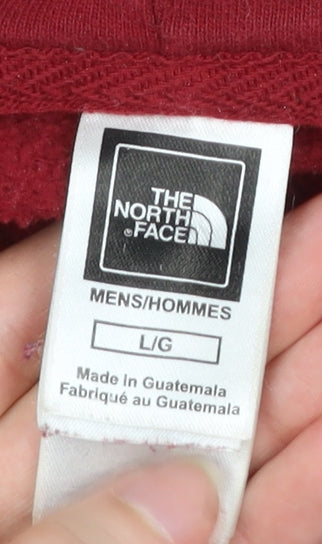 THE
NORTH
®FACE
MENS/HOMMES
L/G
Made in Guatemala
Fabriqué au Guatemala